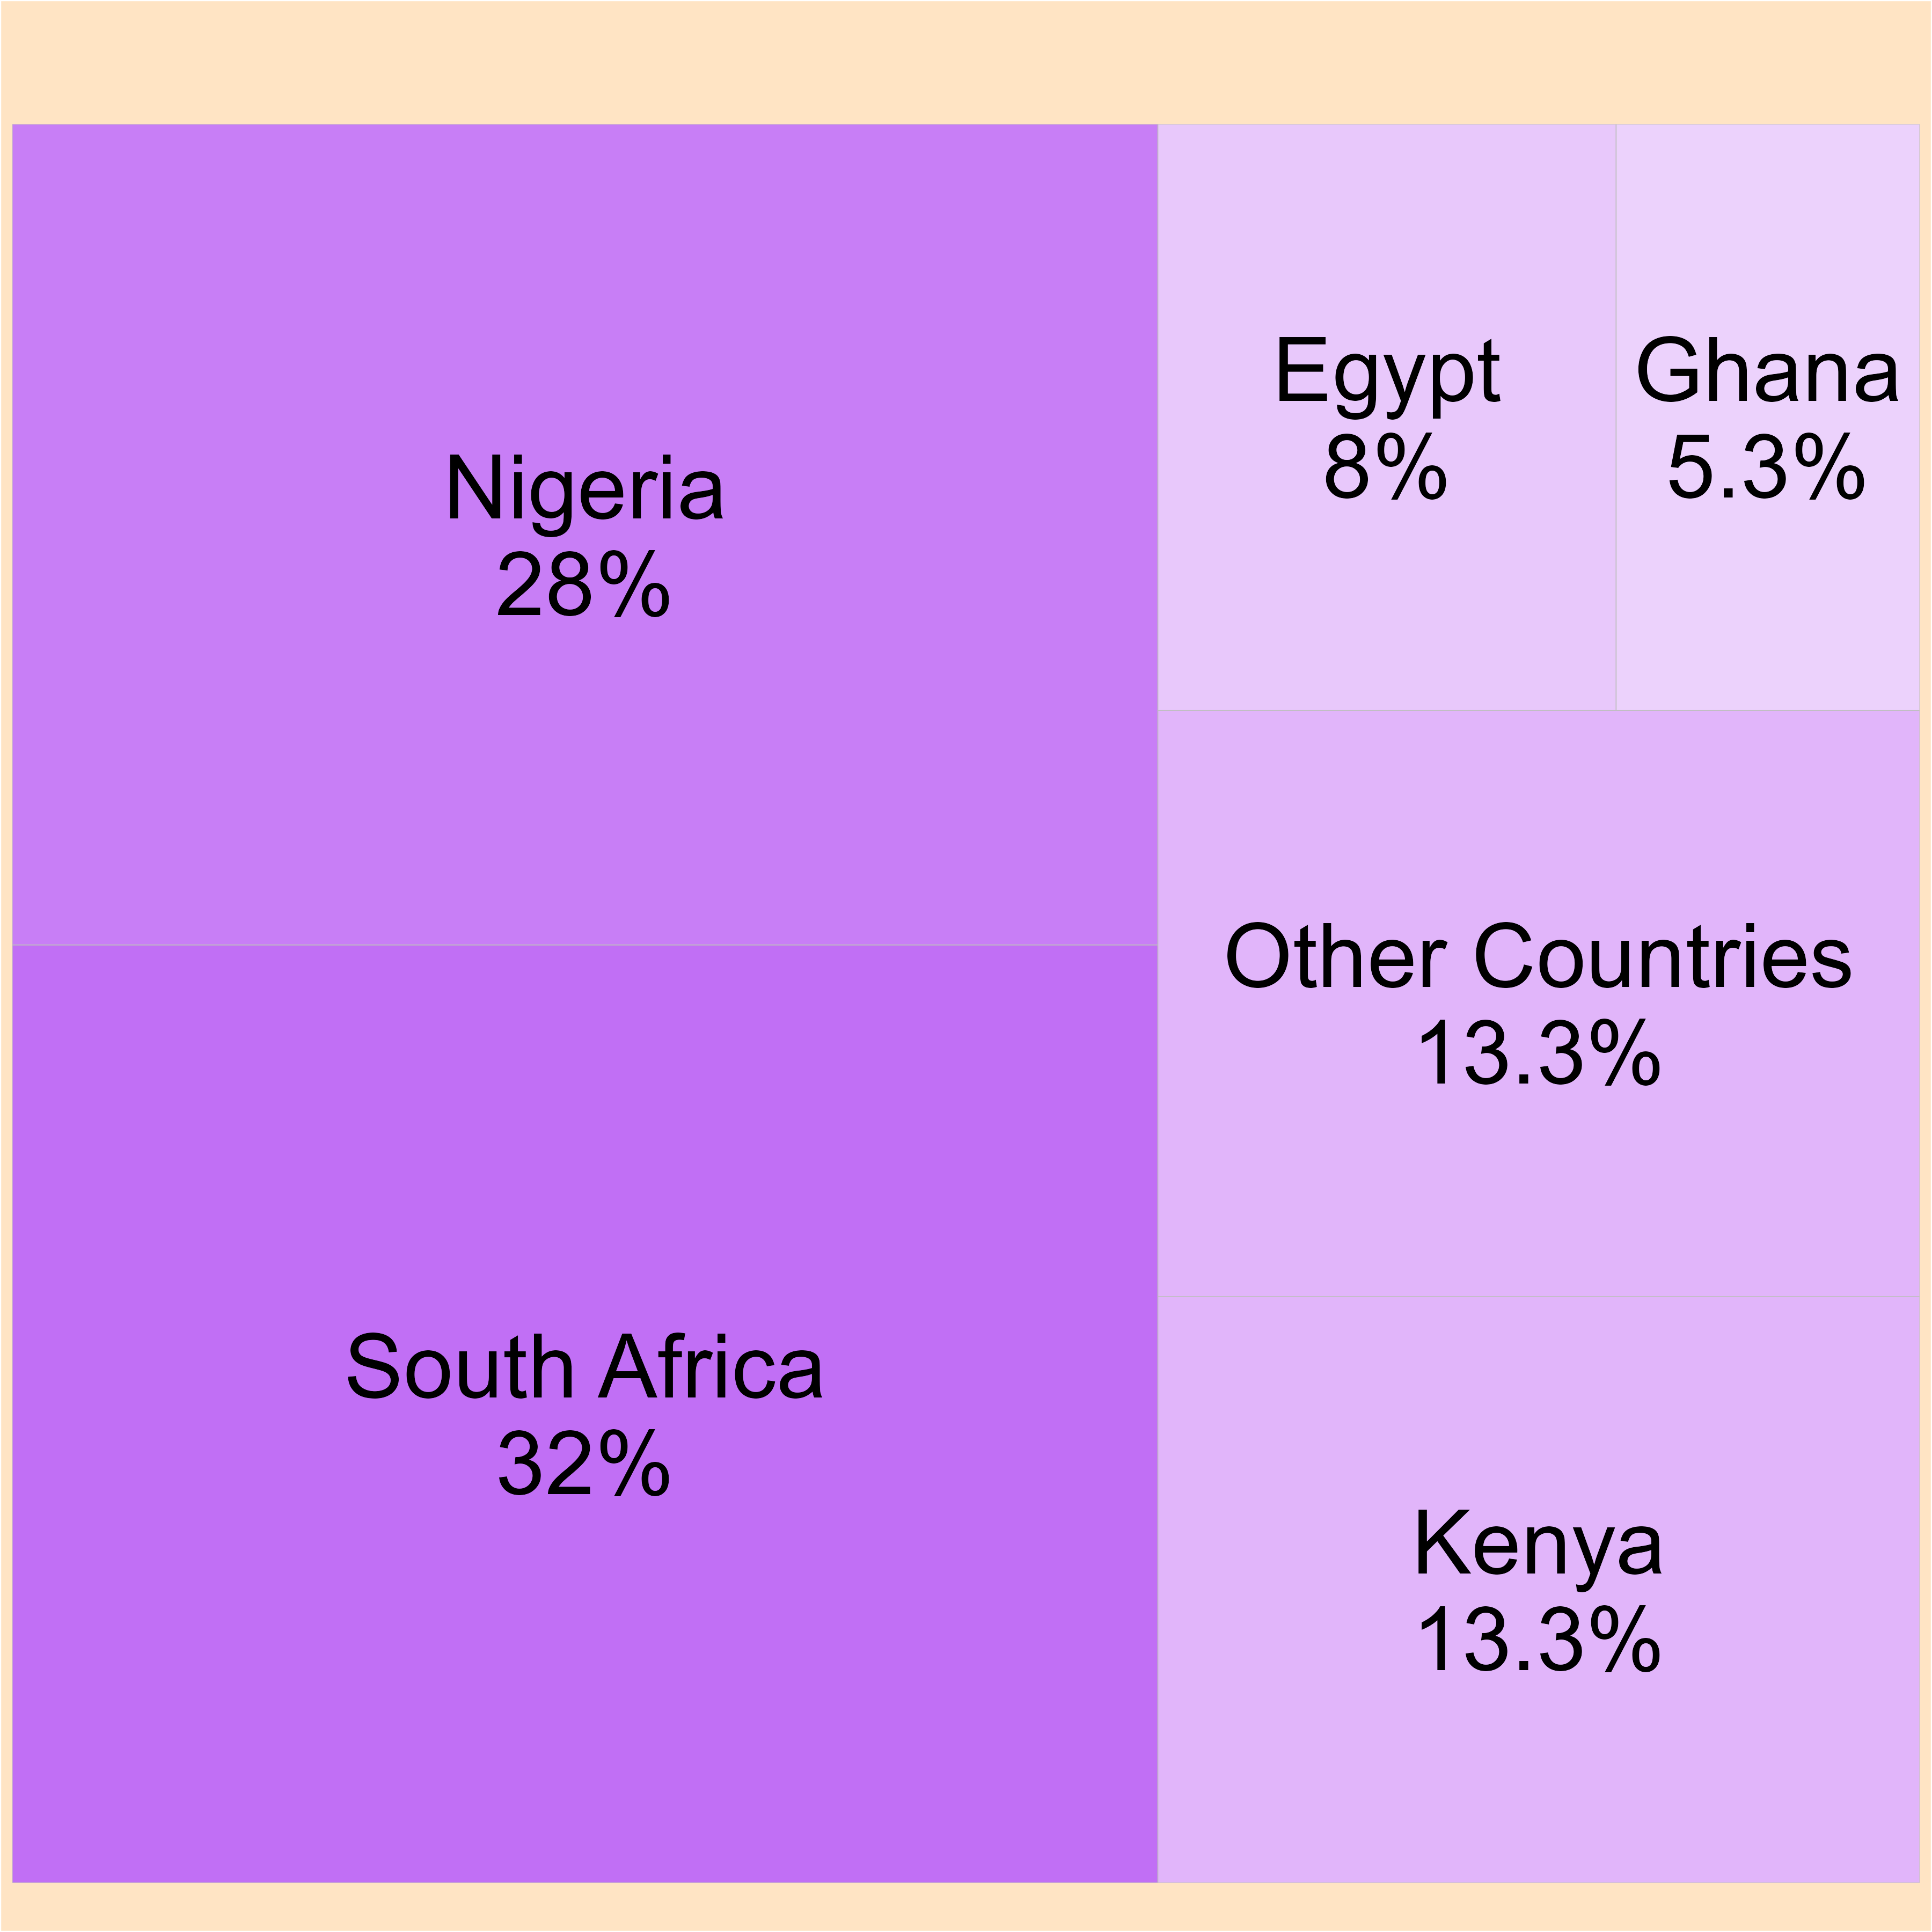 Nigeria
28%
Egypt
8%
Ghana
5.3%
Other Countries
13.3%
South Africa
32%
Kenya
13.3%